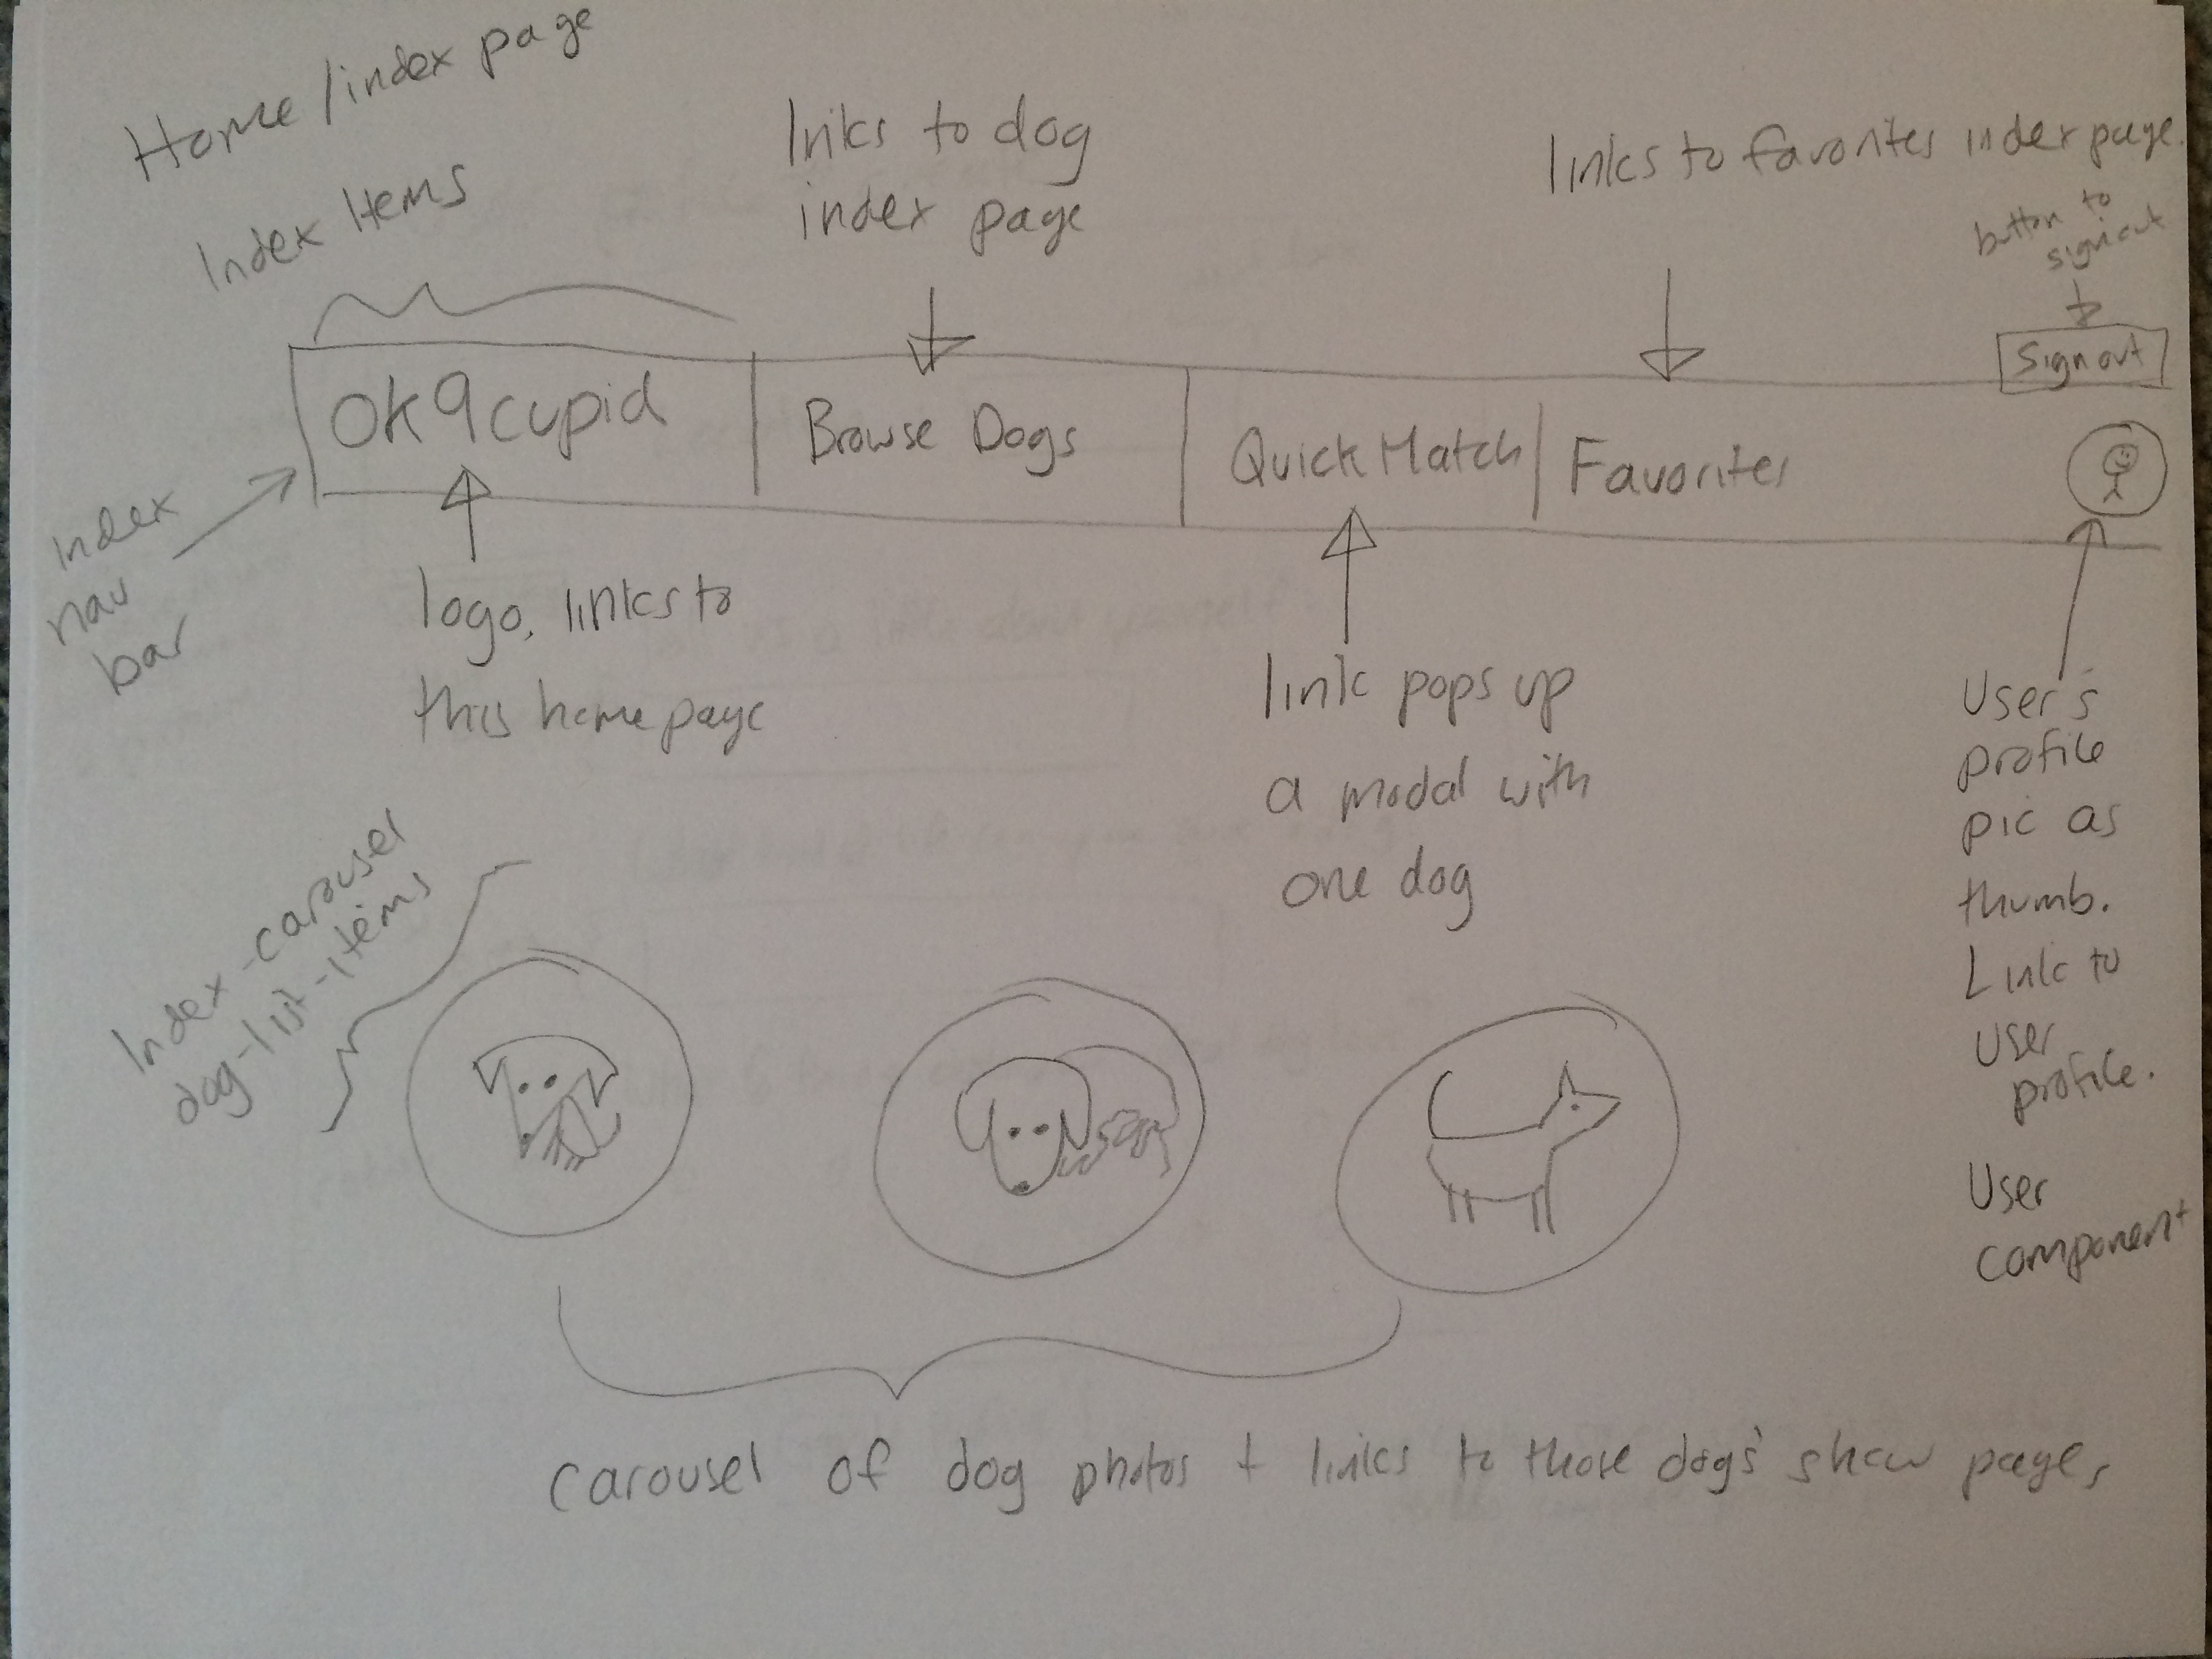 Home/index page
Index Items
links to dog
index page
links to favorites index page.
button to
signout
Sign out
OK9cupid
Browse Dogs
QuickMatch
Favorites
Index
nav
bar
logo, links to
this home page
link pops up
a modal with
one dog
User's
profile
pic as
thumb.
Link to
user
profile.
User
component
Index-carousel
dog-list-items
carousel of dog photos + links to those dogs' show pages